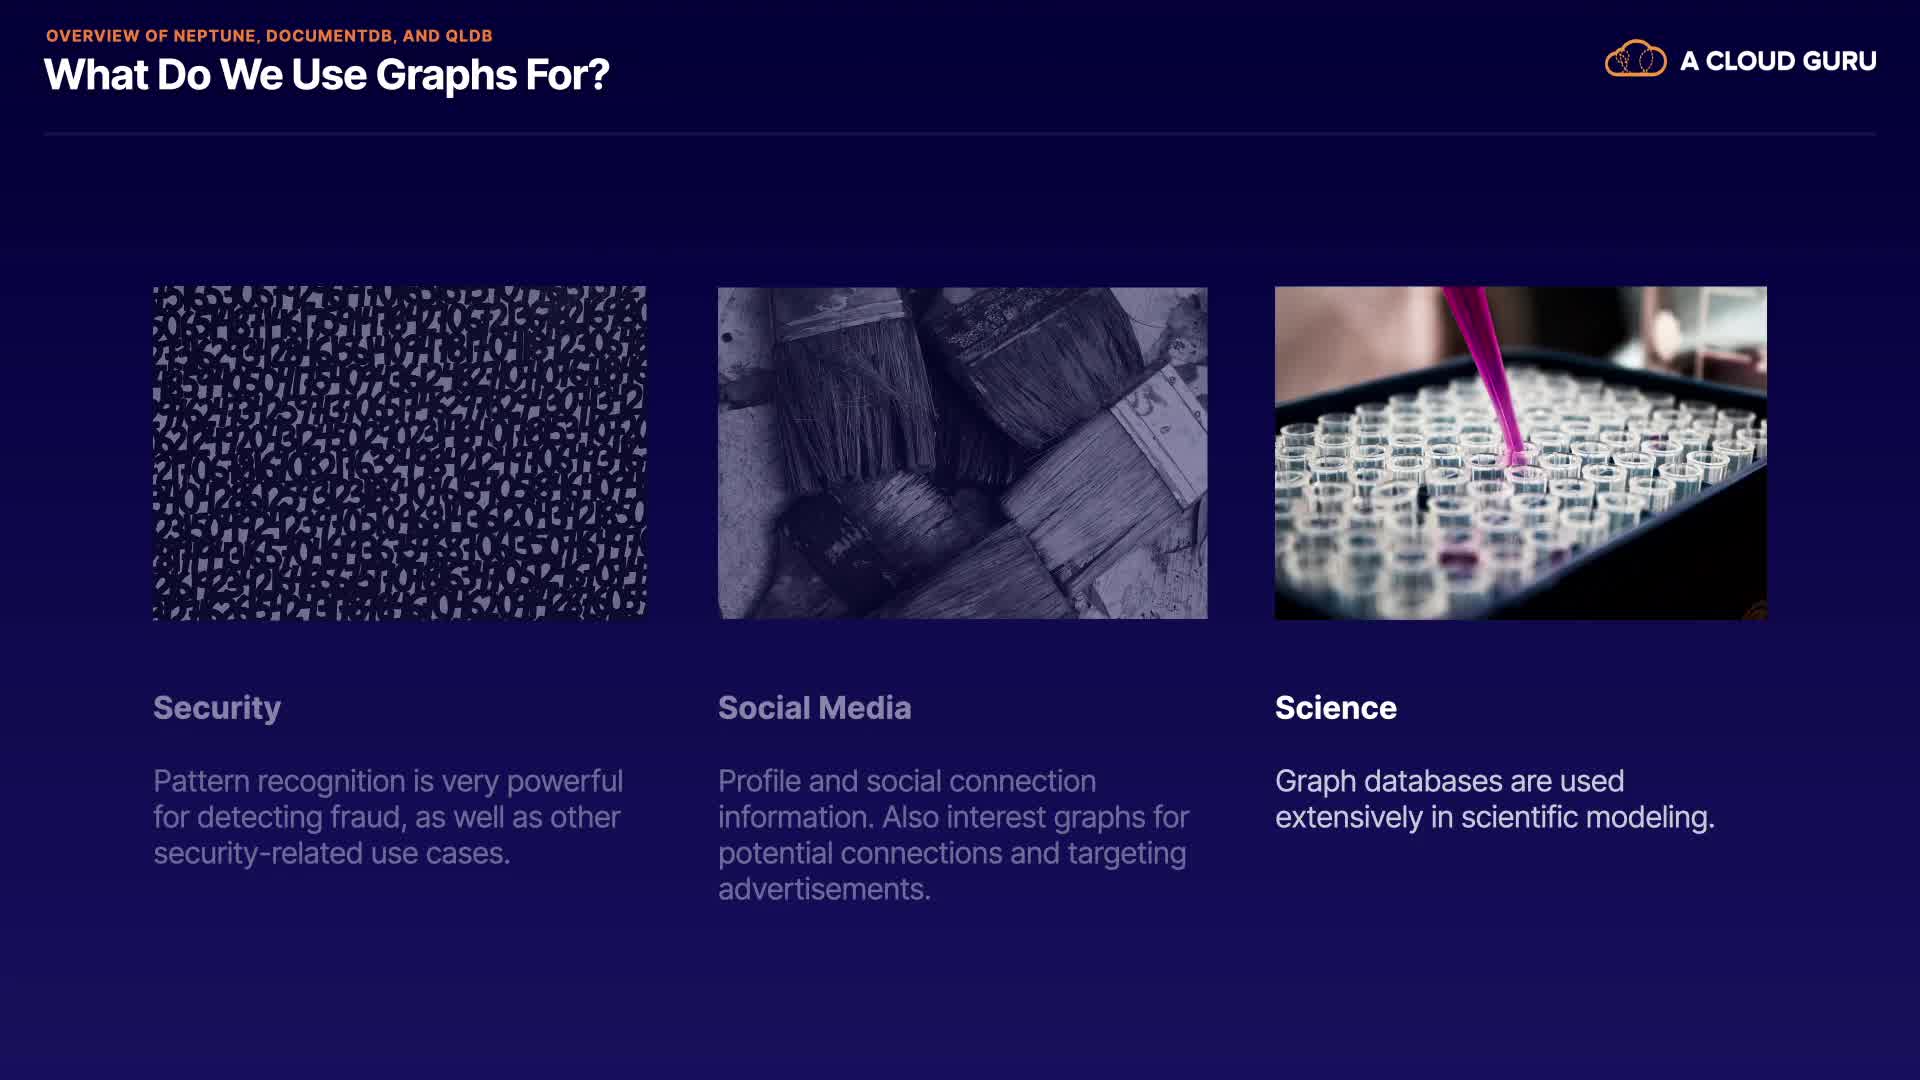 OVERVIEW OF NEPTUNE, DOCUMENTDB, AND QLDB
What Do We Use Graphs For?
A CLOUD GURU
Security
Pattern recognition is very powerful
for detecting fraud, as well as other
security-related use cases.
Social Media
Profile and social connection
information. Also interest graphs for
potential connections and targeting
advertisements.
Science
Graph databases are used
extensively in scientific modeling.